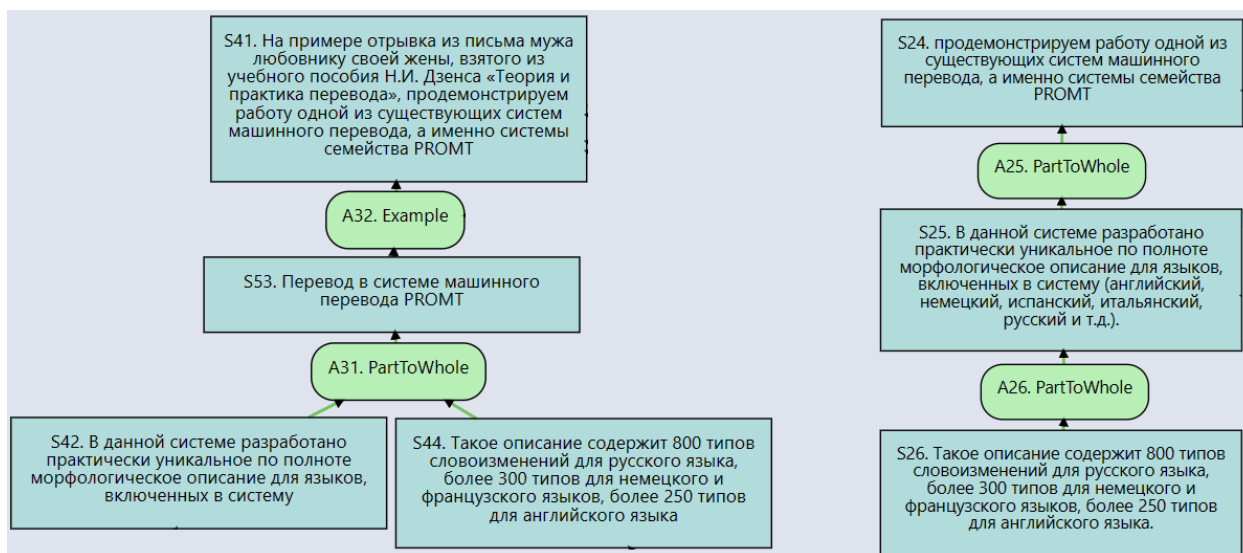 S41. На примере отрывка из письма мужа
любовнику своей жены, взятого из
учебного пособия Н.И. Дзенса «Теория и
практика перевода», продемонстрируем
работу одной из существующих систем
машинного перевода, а именно системы
семейства PROMT
A32. Example
S53. Перевод в системе машинного
перевода PROMT
A31. PartToWhole
S42. В данной системе разработано
практически уникальное по полноте
морфологическое описание для языков,
включенных в систему
S44. Такое описание содержит 800 типов
словоизменений для русского языка,
более 300 типов для немецкого и
французского языков, более 250 типов
для английского языка
S24. продемонстрируем работу одной из
существующих систем машинного
перевода, а именно системы семейства
PROMT
A25. PartToWhole
S25. В данной системе разработано
практически уникальное по полноте
морфологическое описание для языков,
включенных в систему (английский,
немецкий, испанский, итальянский,
русский и т.д.).
A26. PartToWhole
S26. Такое описание содержит 800 типов
словоизменений для русского языка,
более 300 типов для немецкого и
французского языков, более 250 типов
для английского языка.